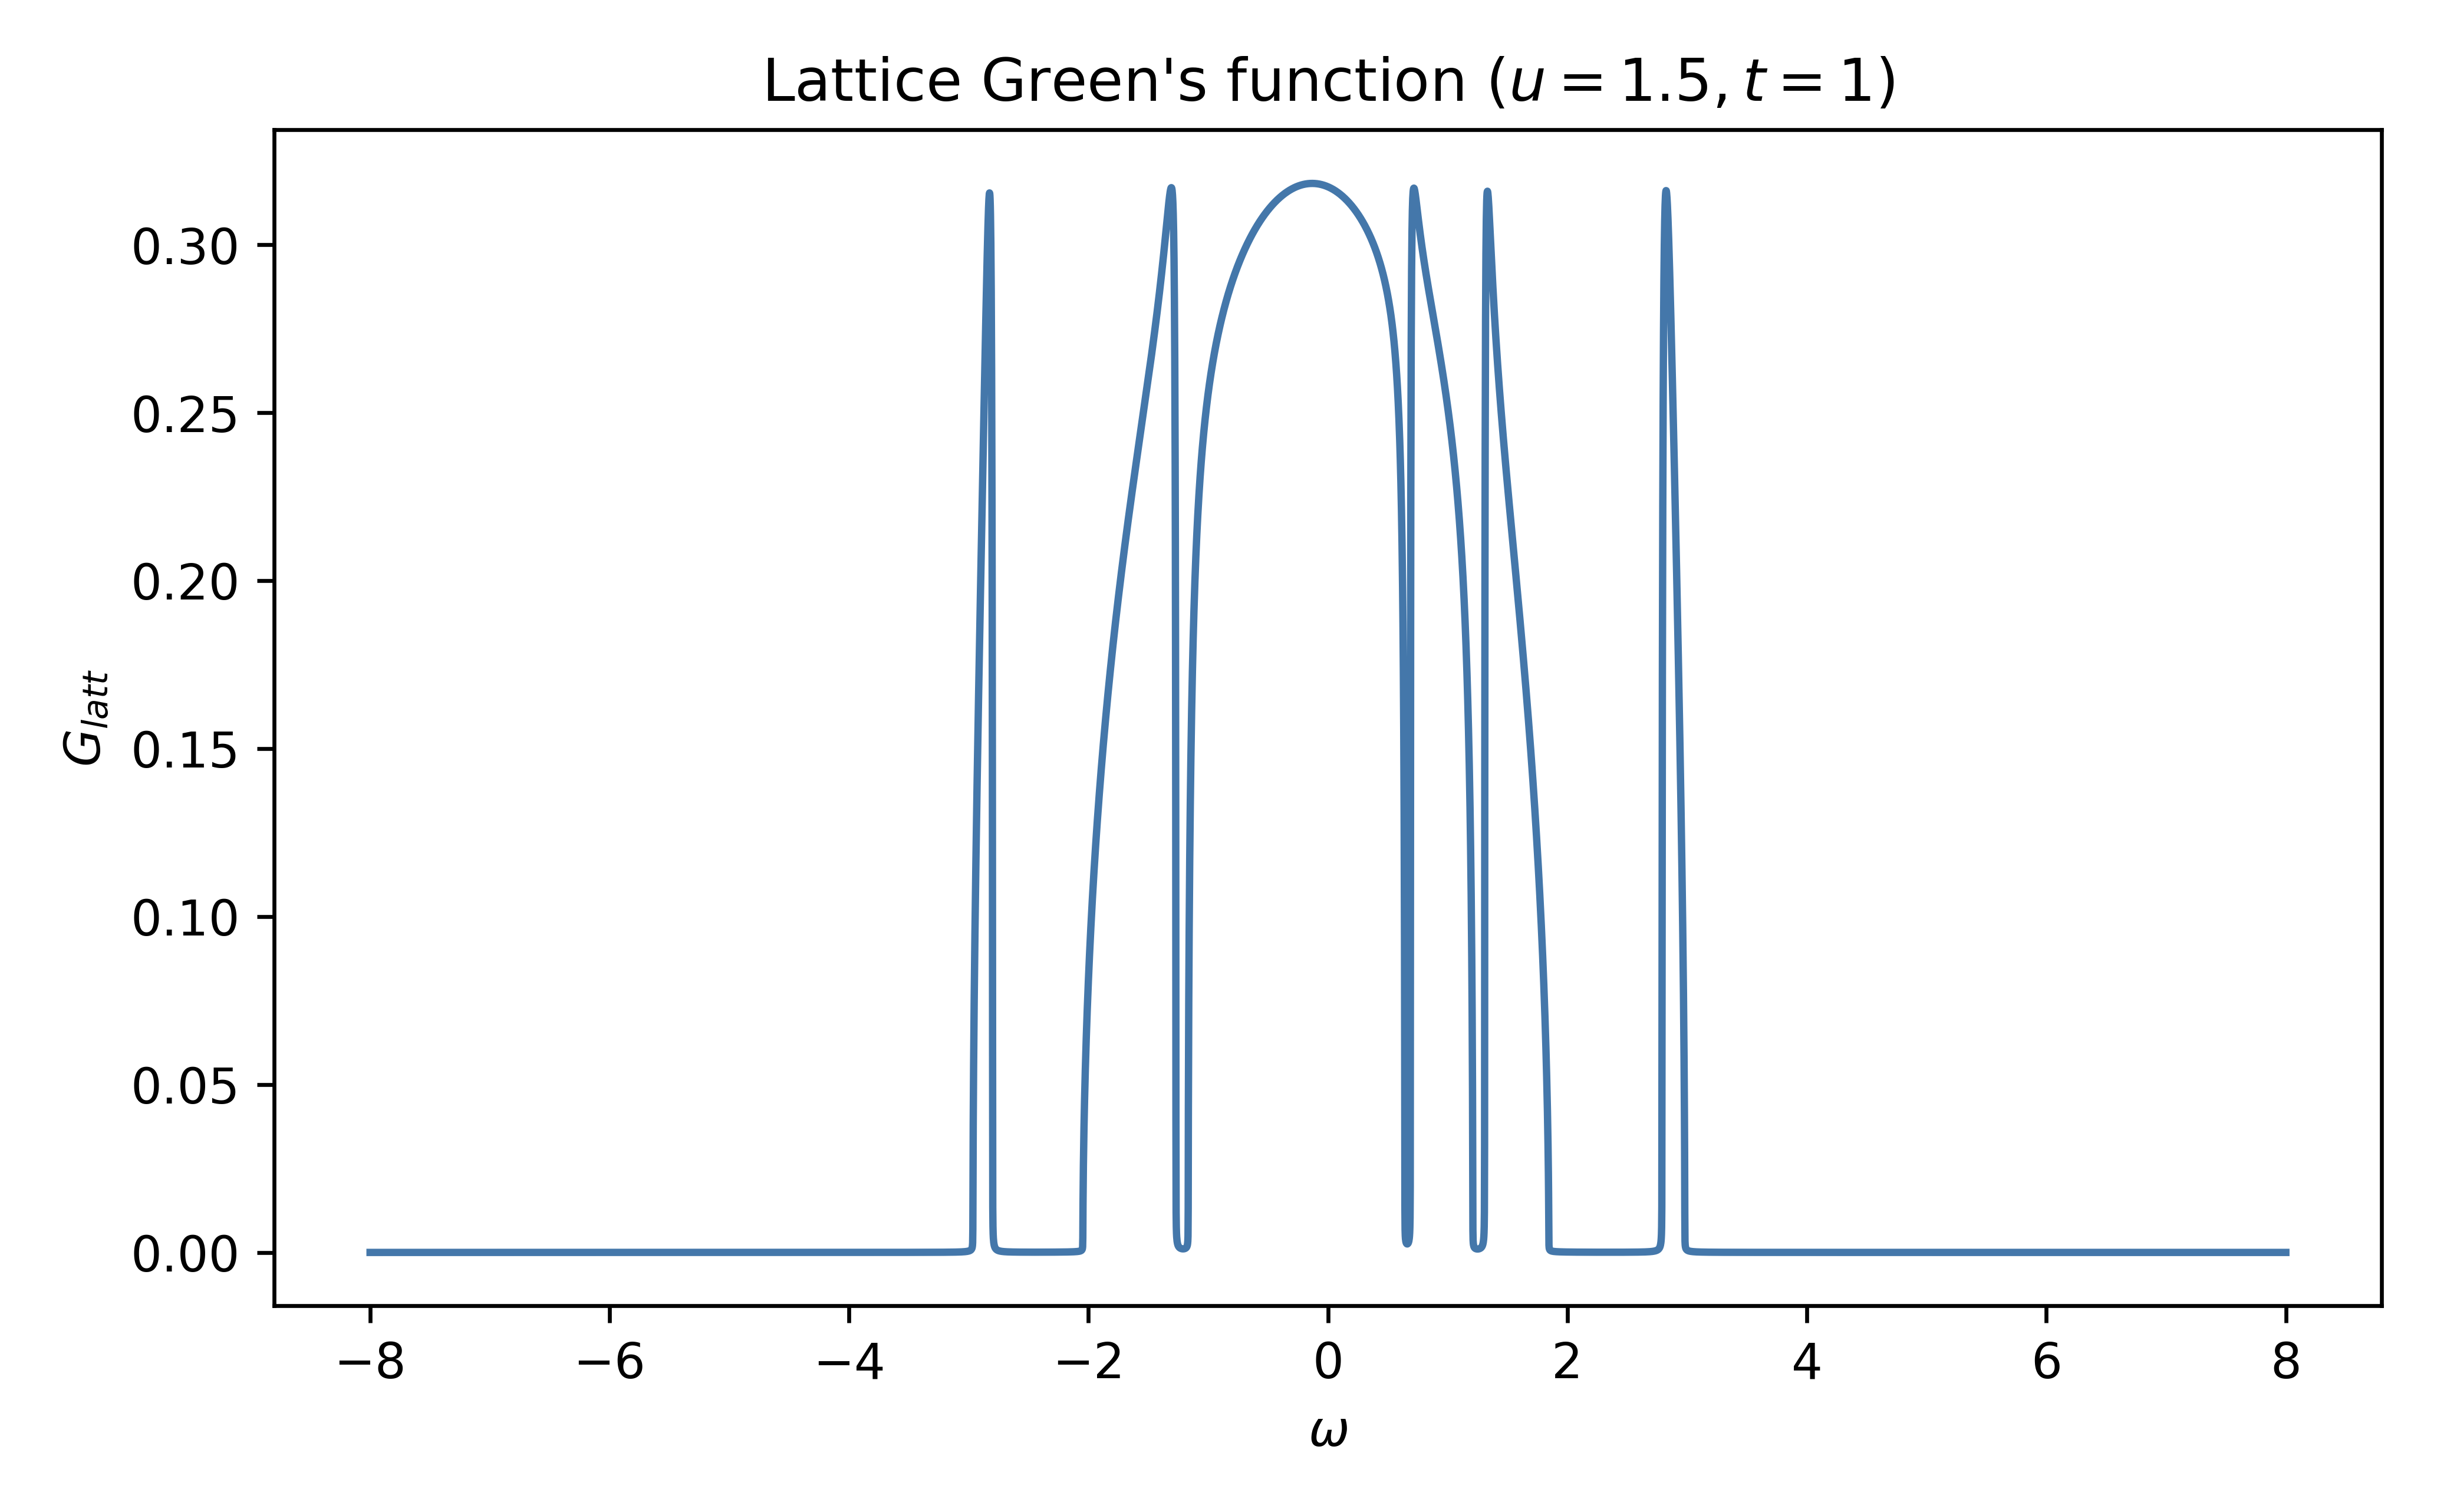 Lattice Green's function (u = 1.5, t = 1)
G_latt
0.30
0.25
0.20
0.15
0.10
0.05
0.00
−8 −6 −4 −2 0 2 4 6 8
ω